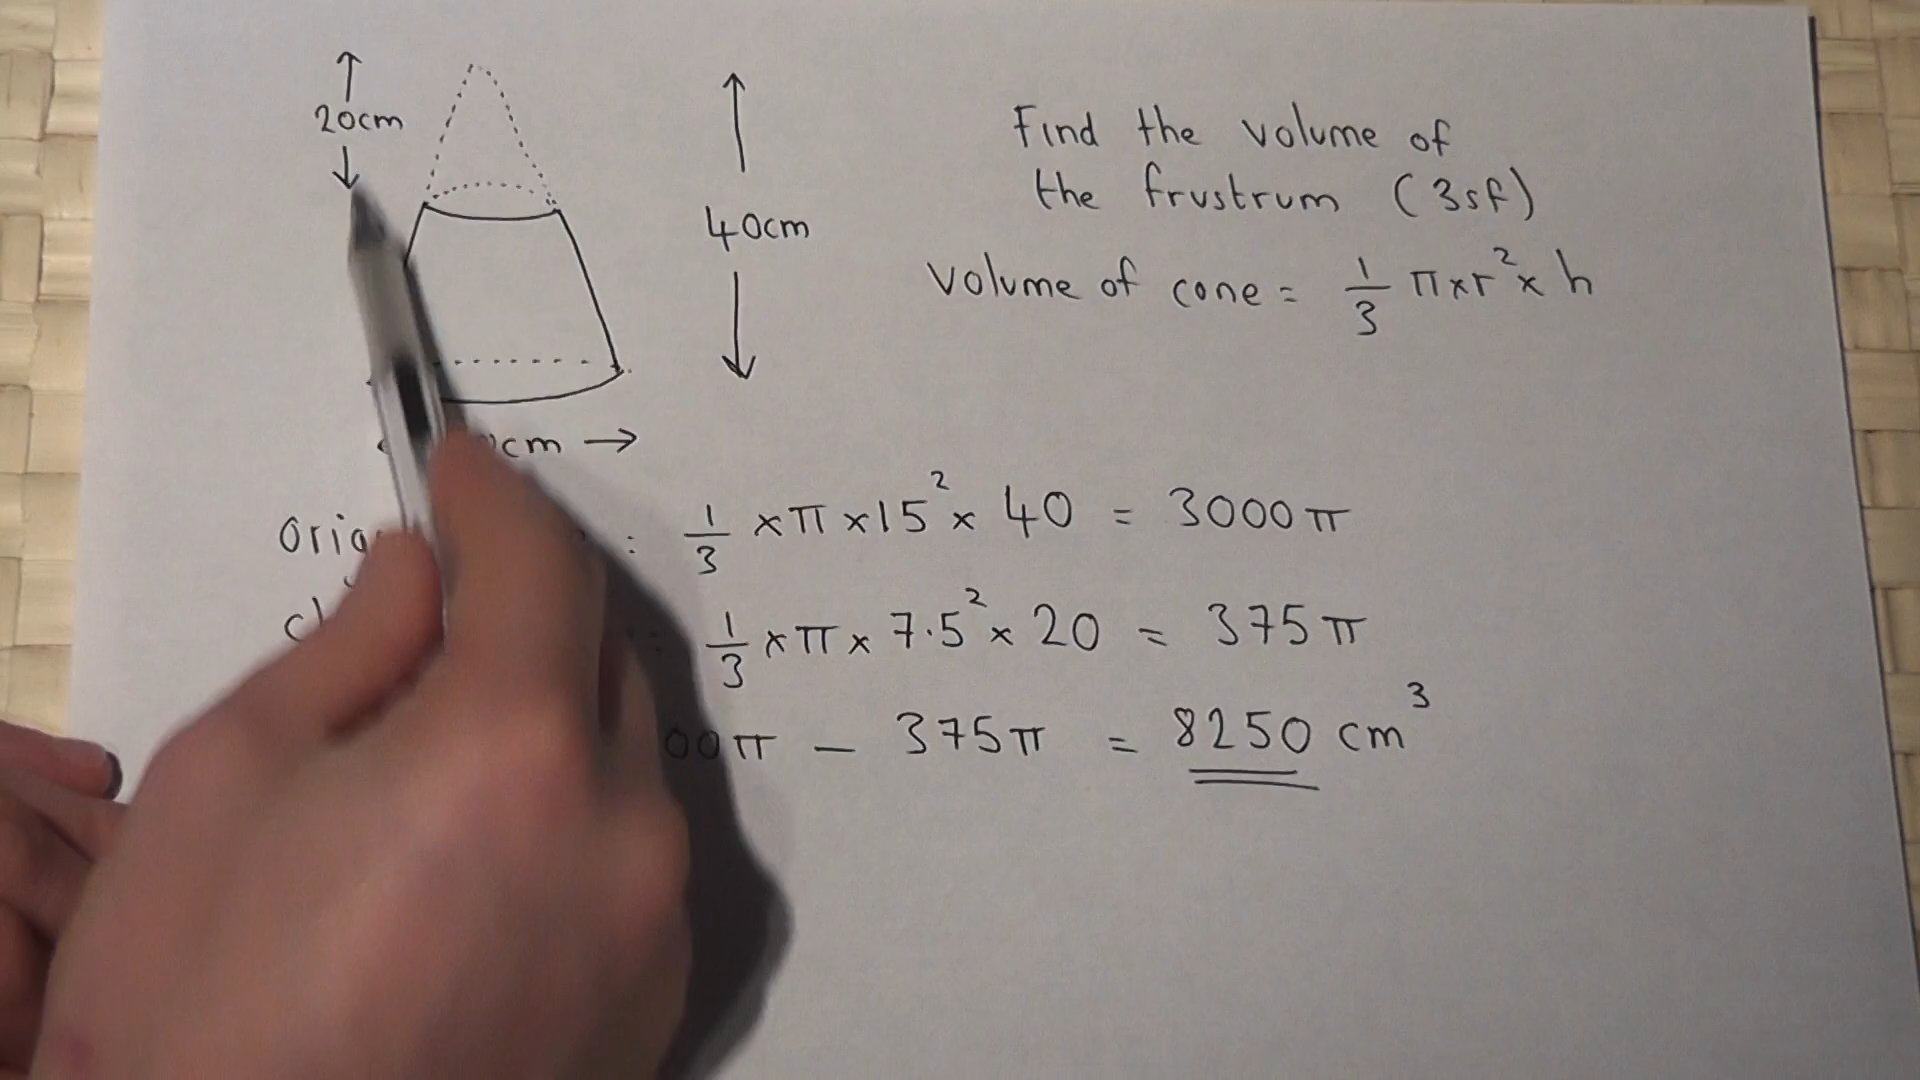 20cm
40cm
cm
Find the volume of
the frustrum (3sf)
Volume of cone = 1/3 π×r²× h
: 1/3 ×π×15²× 40 = 3000π
1/3 ×π× 7.5²× 20 = 375π
00π – 375π = 8250 cm³